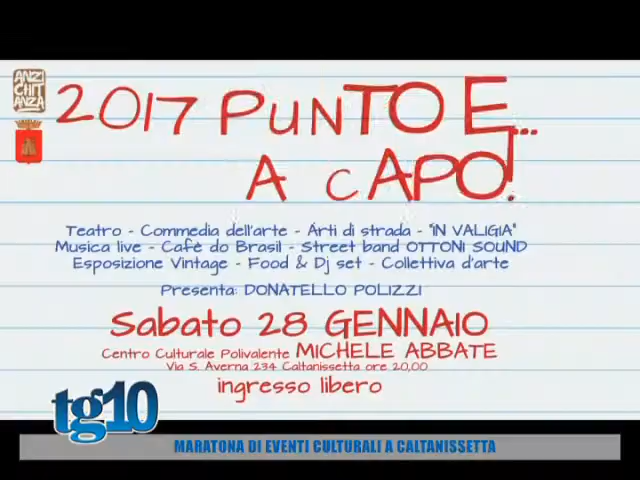 ANZI
CHIT
ANZA
2017 PUNTO E...
A CAPO!
Teatro - Commedia dell'arte - Arti di strada - "IN VALIGIA"
Musica live - Cafè do Brasil - Street band OTTONI SOUND
Esposizione Vintage - Food & Dj set - Collettiva d'arte
Presenta: DONATELLO POLIZZI
Sabato 28 GENNAIO
Centro Culturale Polivalente MICHELE ABBATE
Via S. Averna 234 Caltanissetta ore 20,00
ingresso libero
tg10
MARATONA DI EVENTI CULTURALI A CALTANISSETTA